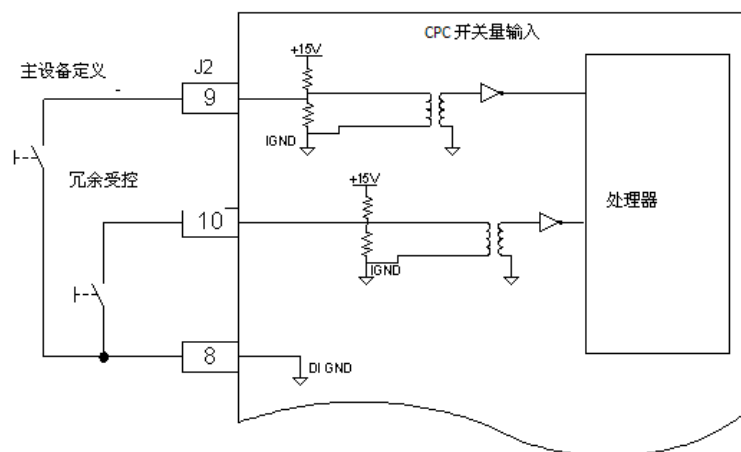 CPC 开关量输入
+15V
主设备定义
J2
9
IGND
冗余受控
+15V
处理器
10
IGND
8
DI GND